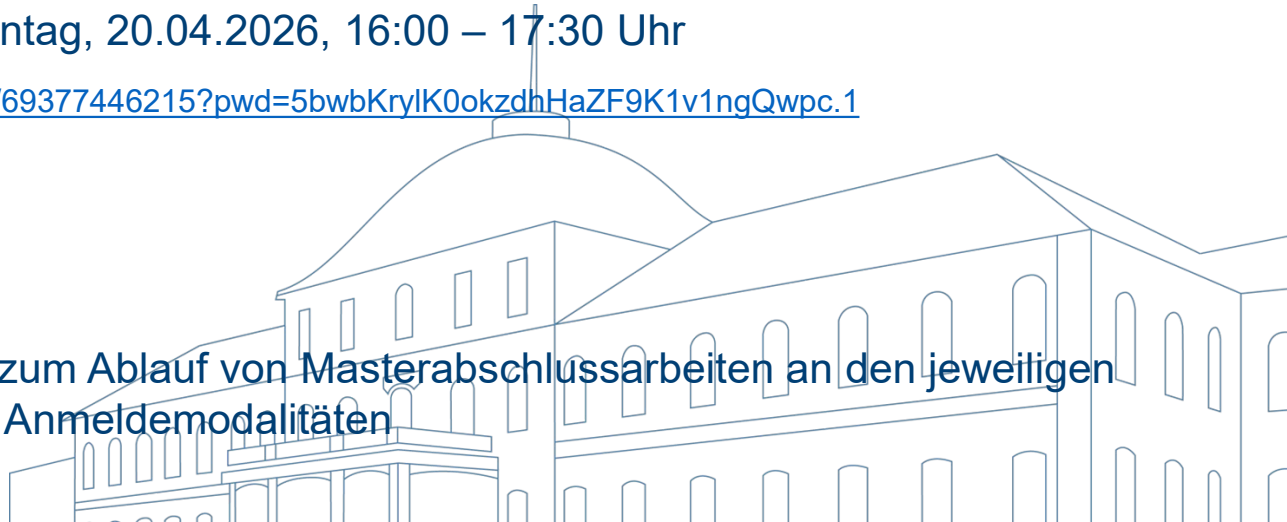 ntag, 20.04.2026, 16:00 – 17:30 Uhr
/69377446215?pwd=5bwbKrylK0okzdhHaZF9K1v1ngQwpc.1
zum Ablauf von Masterabschlussarbeiten an den jeweiligen
Anmeldemodalitäten